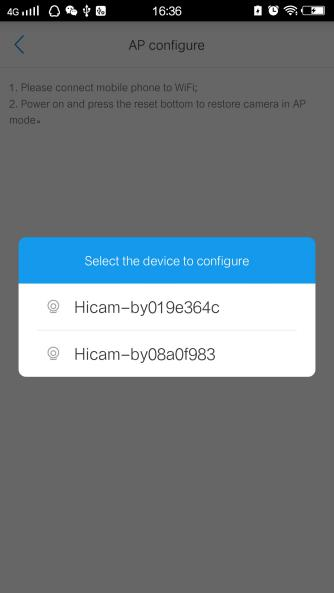 4G 16:36
AP configure
1. Please connect mobile phone to WiFi;
2. Power on and press the reset bottom to restore camera in AP
mode。
Select the device to configure
Hicam-by019e364c
Hicam-by08a0f983